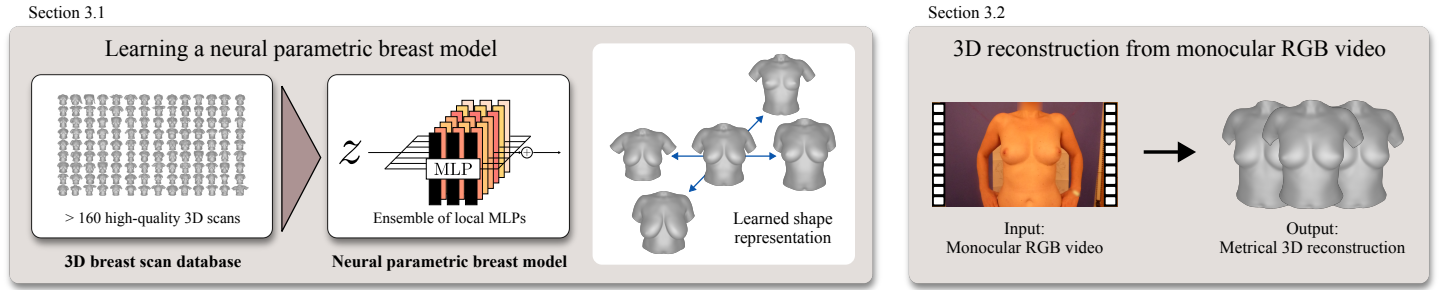 Section 3.1
Learning a neural parametric breast model
> 160 high-quality 3D scans
3D breast scan database
z
MLP
Ensemble of local MLPs
Neural parametric breast model
Learned shape
representation
Section 3.2
3D reconstruction from monocular RGB video
Input:
Monocular RGB video
Output:
Metrical 3D reconstruction